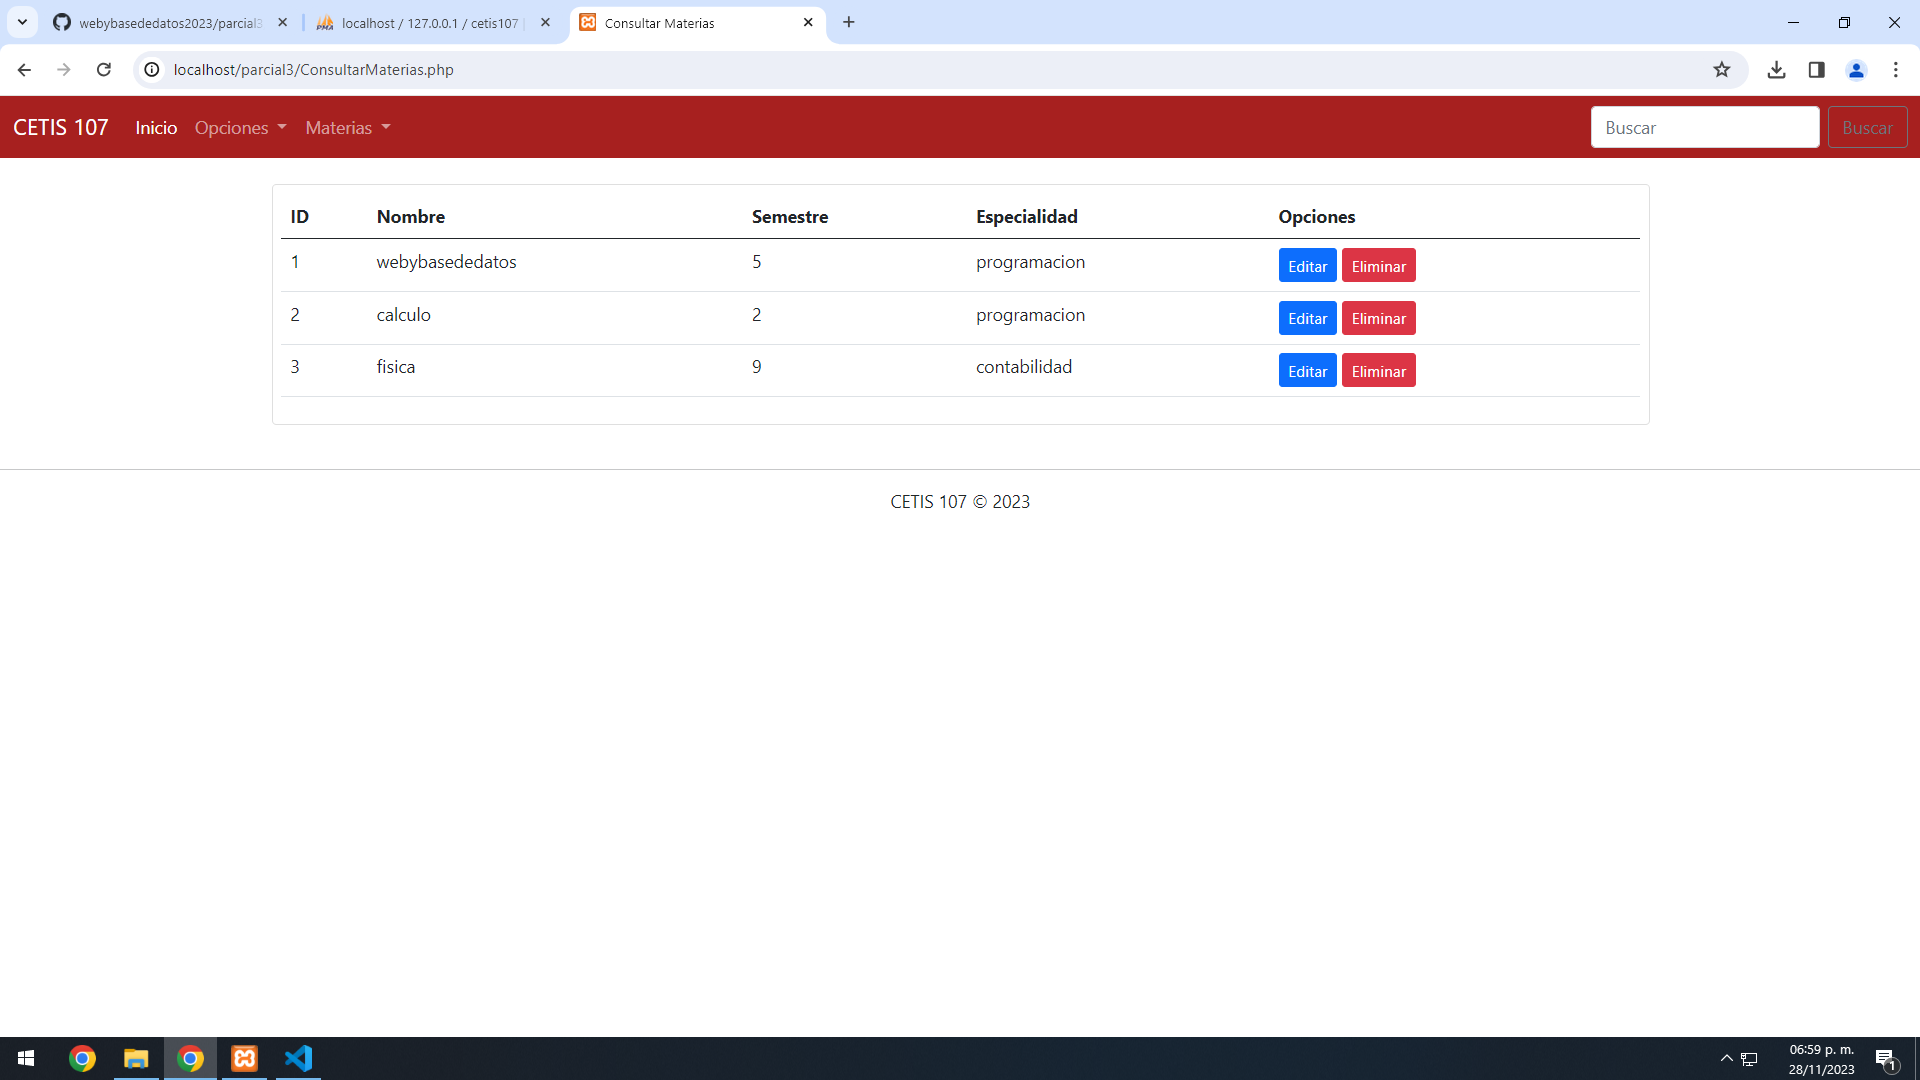 webybasededatos2023/parcial3
localhost / 127.0.0.1 / cetis107 |
Consultar Materias
localhost/parcial3/ConsultarMaterias.php
CETIS 107 Inicio Opciones Materias Buscar Buscar
ID Nombre Semestre Especialidad Opciones
1 webybasededatos 5 programacion Editar Eliminar
2 calculo 2 programacion Editar Eliminar
3 fisica 9 contabilidad Editar Eliminar
CETIS 107 © 2023
06:59 p. m.
28/11/2023
1